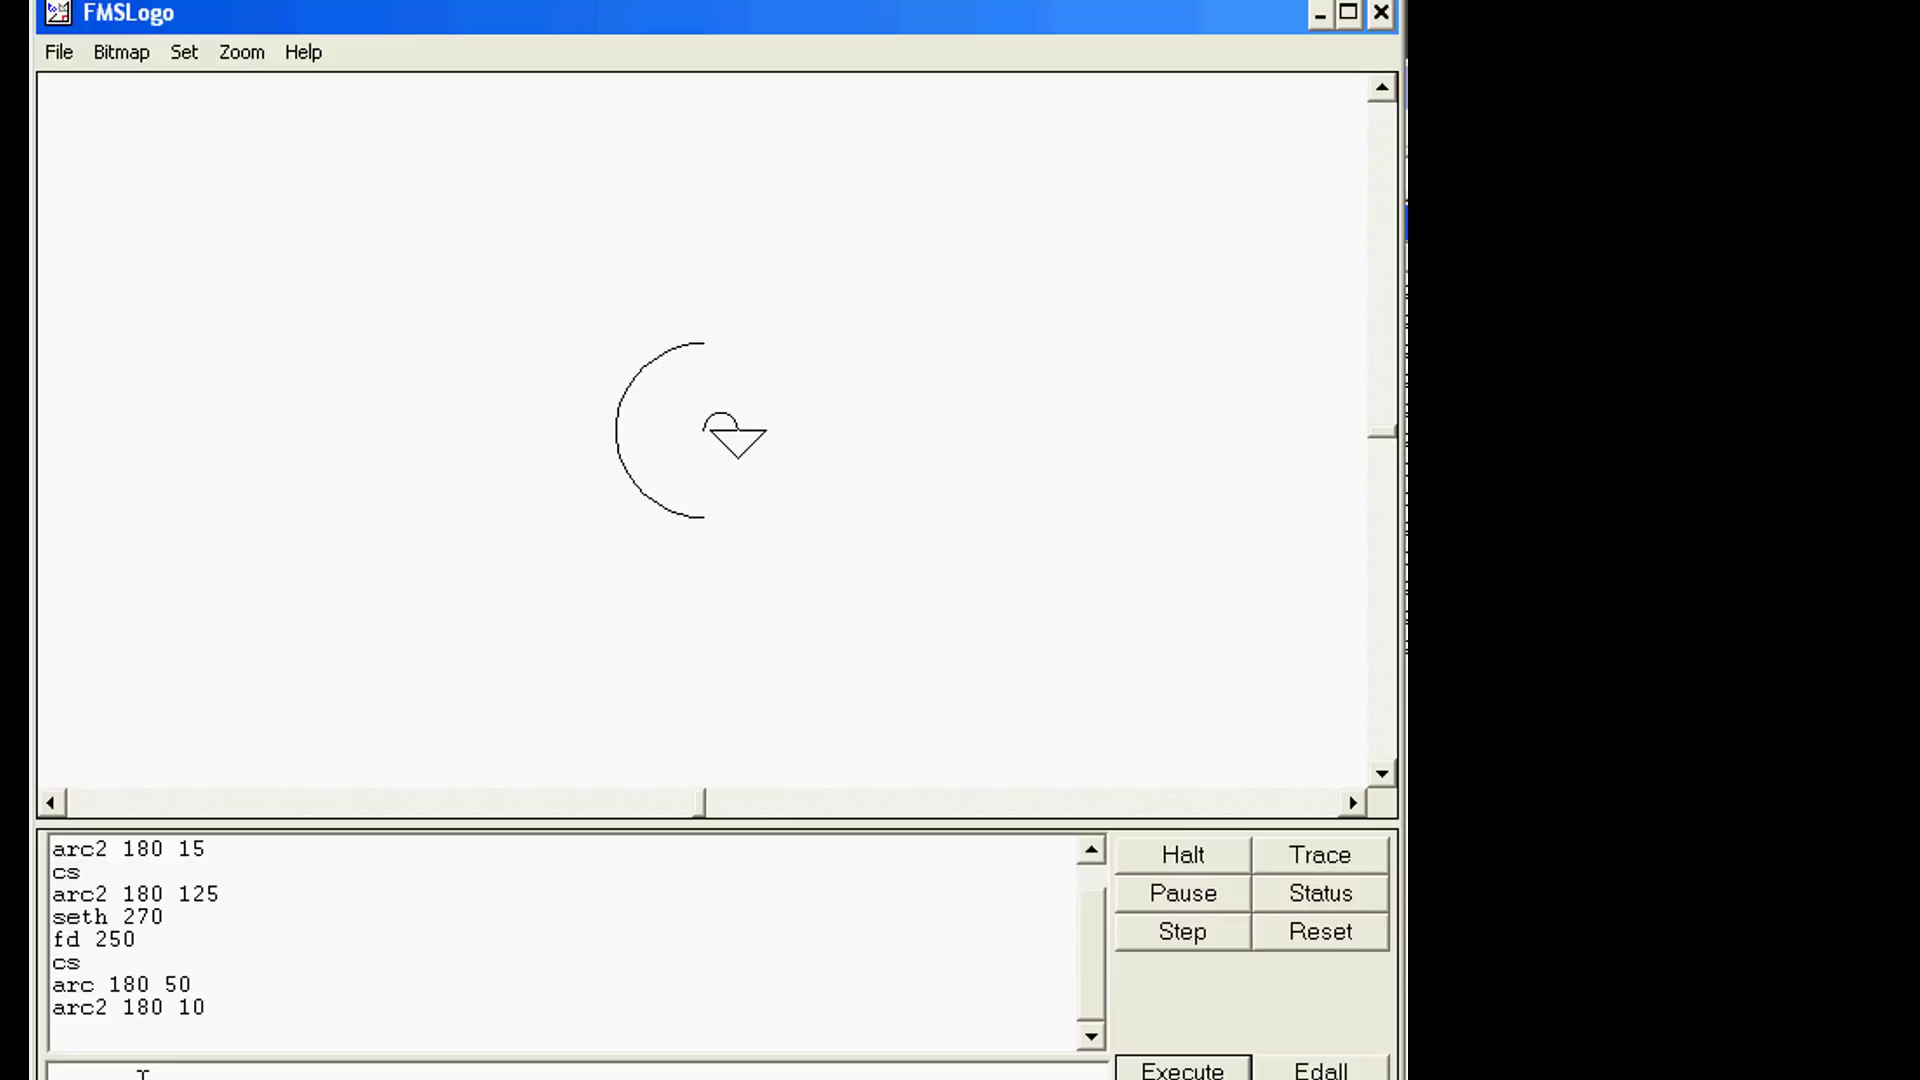 FMSLogo
File Bitmap Set Zoom Help
arc2 180 15
cs
arc2 180 125
seth 270
fd 250
cs
arc 180 50
arc2 180 10
Halt Trace
Pause Status
Step Reset
Execute Edall